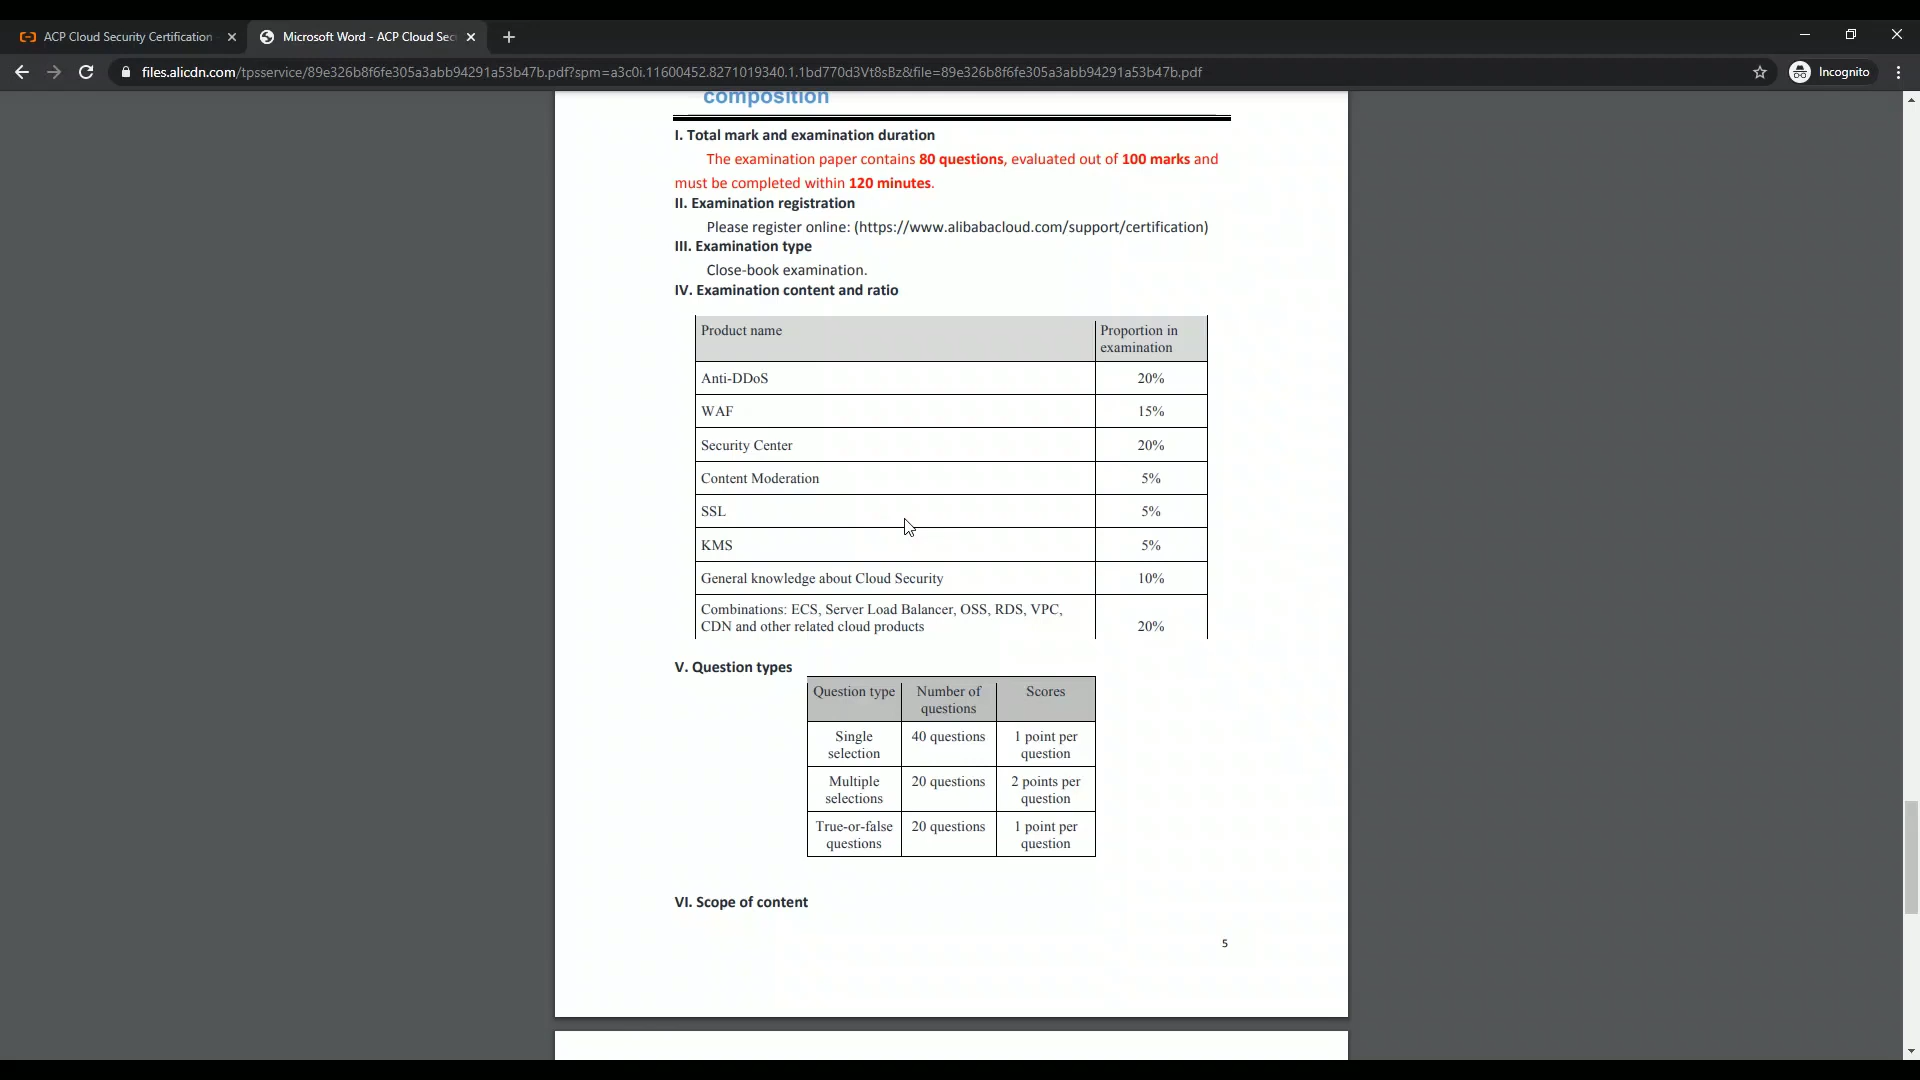 ACP Cloud Security Certification
Microsoft Word - ACP Cloud Sec
files.alicdn.com/tpsservice/89e326b8f6fe305a3abb94291a53b47b.pdf?spm=a3c0i.11600452.8271019340.1.1bd770d3Vt8sBz&file=89e326b8f6fe305a3abb94291a53b47b.pdf
Incognito
composition
I. Total mark and examination duration
The examination paper contains 80 questions, evaluated out of 100 marks and
must be completed within 120 minutes.
II. Examination registration
Please register online: (https://www.alibabacloud.com/support/certification)
III. Examination type
Close-book examination.
IV. Examination content and ratio
Product name Proportion in
examination
Anti-DDoS 20%
WAF 15%
Security Center 20%
Content Moderation 5%
SSL 5%
KMS 5%
General knowledge about Cloud Security 10%
Combinations: ECS, Server Load Balancer, OSS, RDS, VPC,
CDN and other related cloud products 20%
V. Question types
Question type Number of Scores
questions
Single 40 questions 1 point per
selection question
Multiple 20 questions 2 points per
selections question
True-or-false 20 questions 1 point per
questions question
VI. Scope of content
5